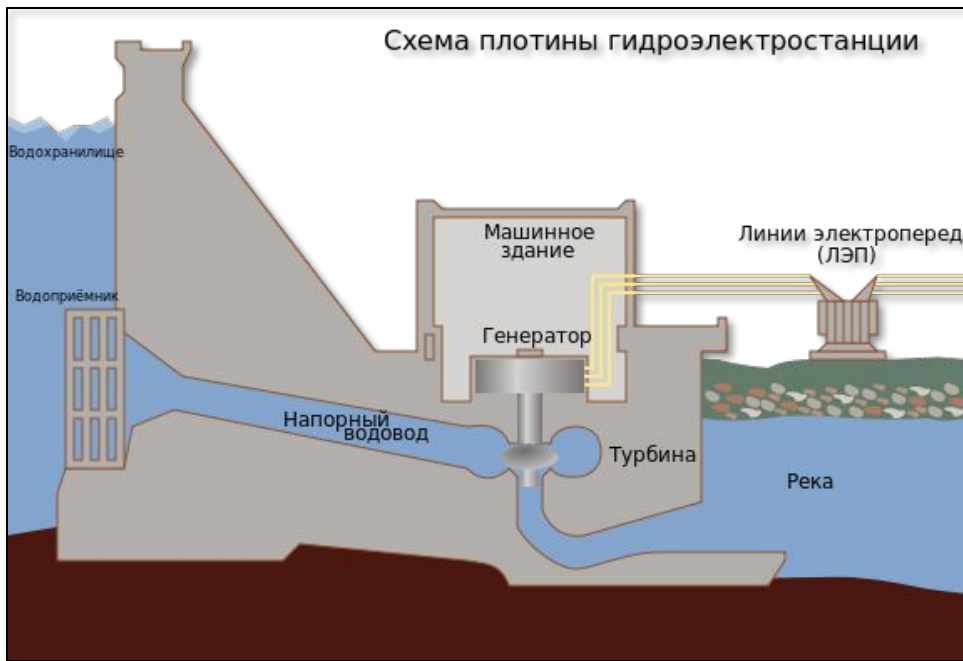 Схема плотины гидроэлектростанции
Водохранилище
Машинное
здание
Линии электроперед
(ЛЭП)
Водоприёмник
Генератор
Напорный
водовод
Турбина
Река